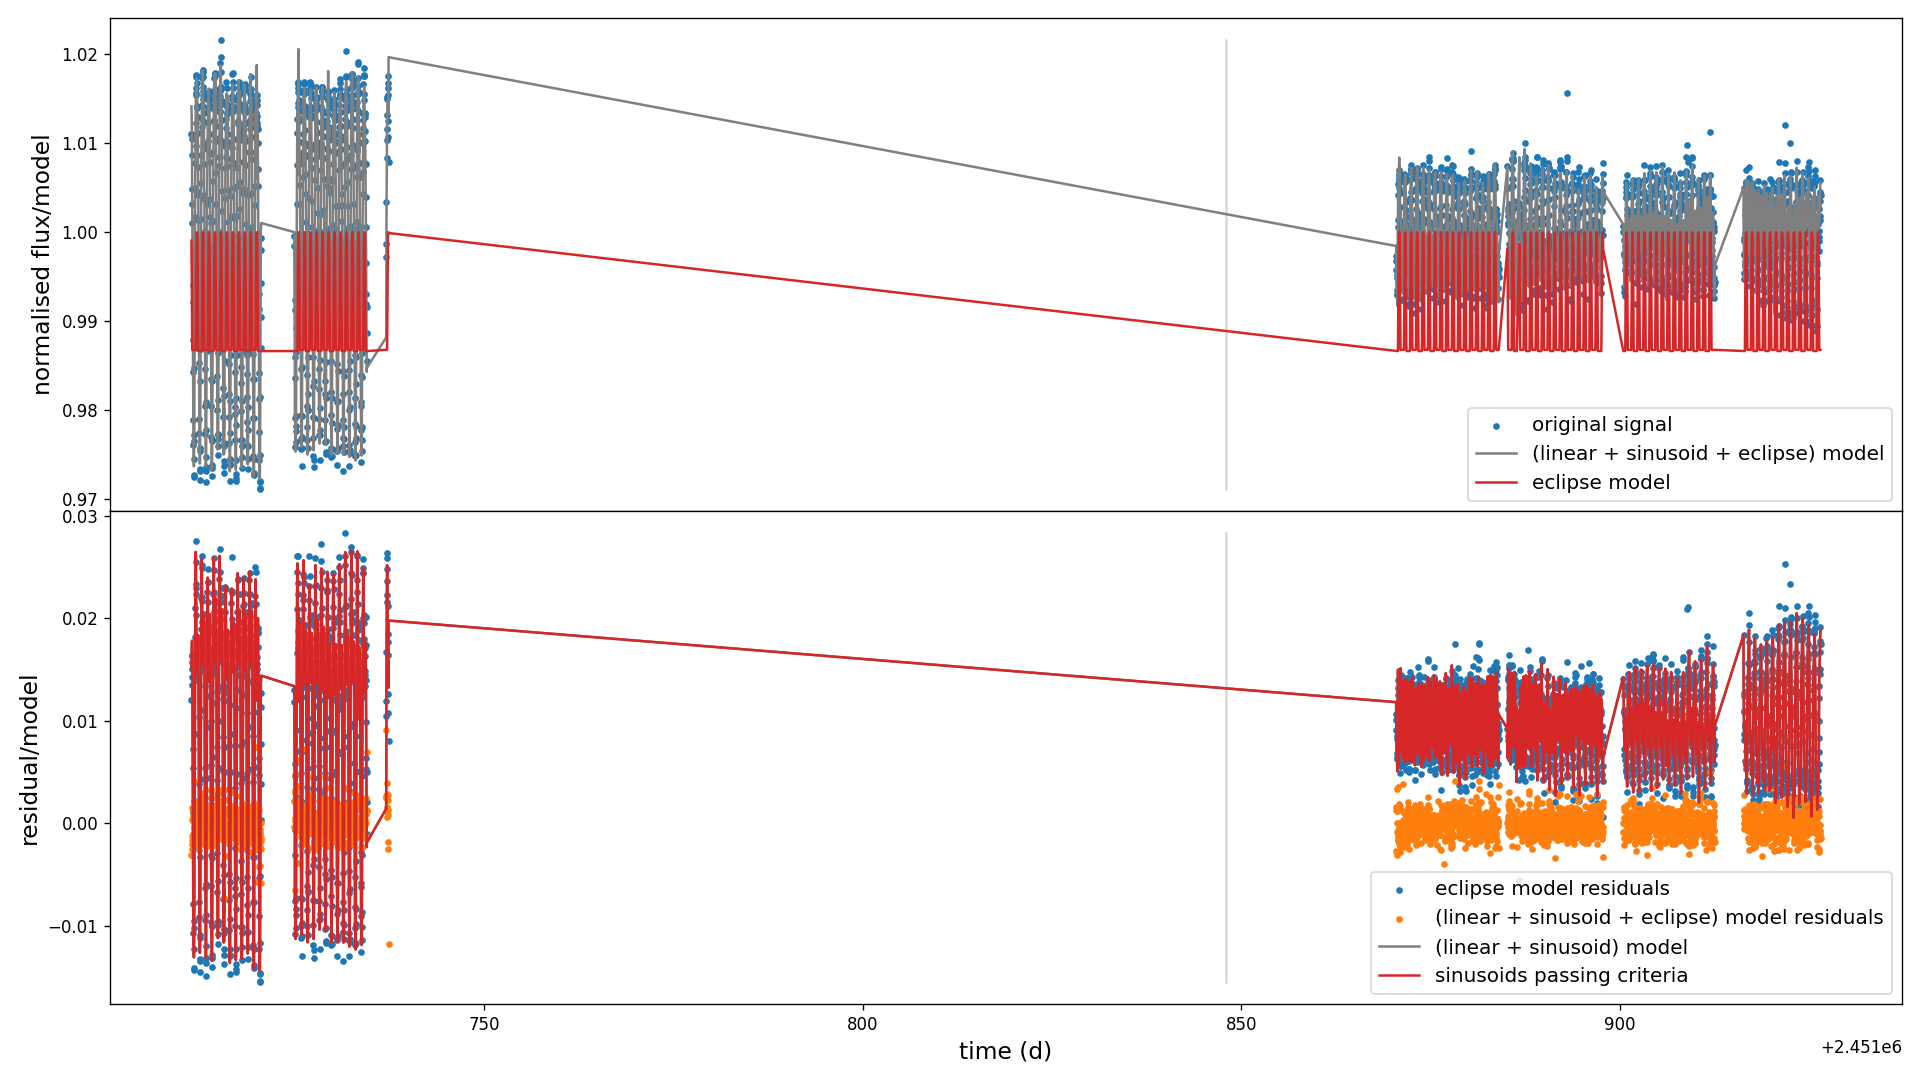 1.02
1.01
1.00
0.99
0.98
0.97
normalised flux/model
original signal
(linear + sinusoid + eclipse) model
eclipse model
0.03
0.02
0.01
0.00
−0.01
residual/model
eclipse model residuals
(linear + sinusoid + eclipse) model residuals
(linear + sinusoid) model
sinusoids passing criteria
750
800
850
900
time (d)
+2.451e6